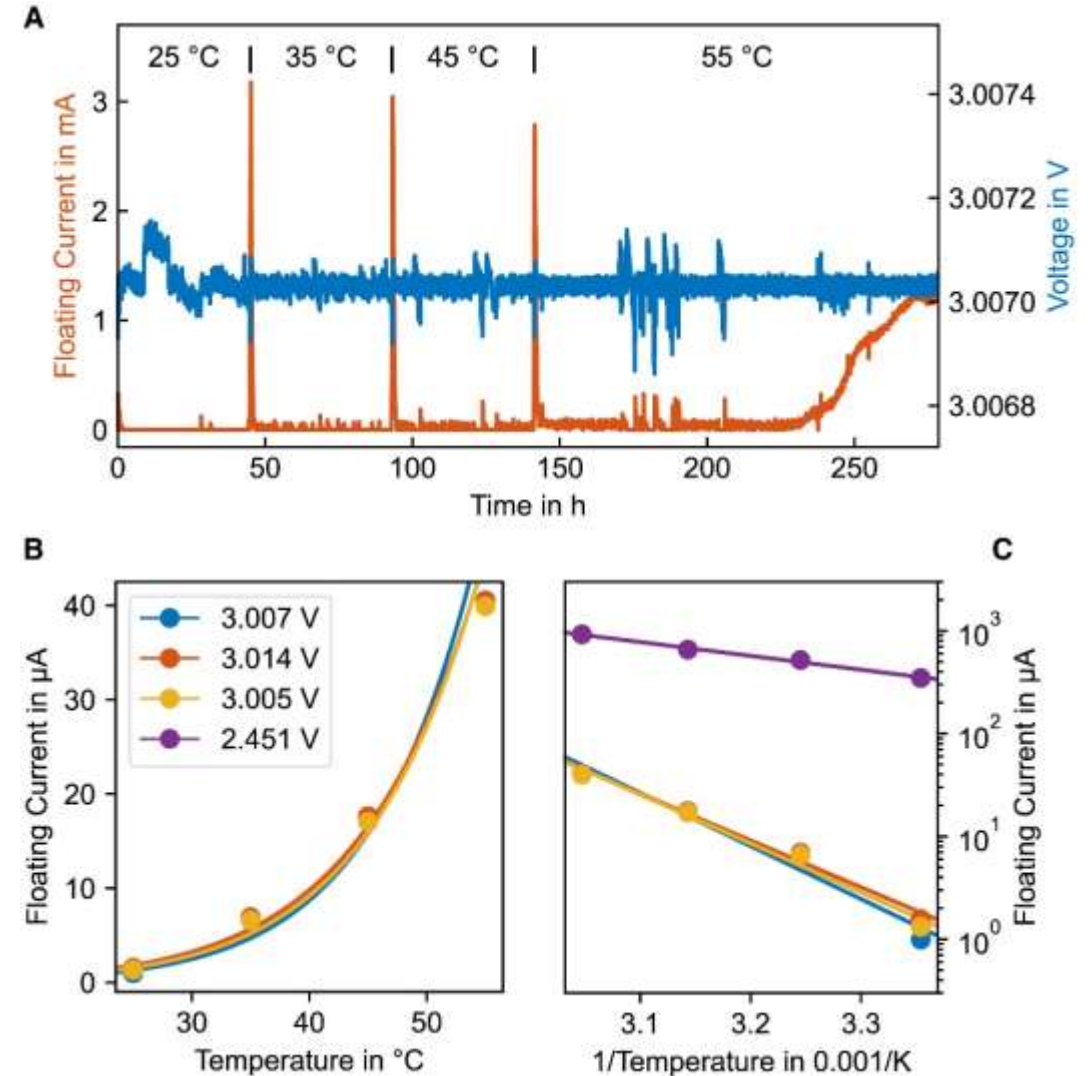 A
25 °C | 35 °C | 45 °C | 55 °C
Floating Current in mA
3
2
1
0
3.0074
3.0072
3.0070
3.0068
Voltage in V
0 50 100 150 200 250
Time in h
B
Floating Current in µA
40
30
20
10
0
3.007 V
3.014 V
3.005 V
2.451 V
30 40 50
Temperature in °C
C
10³
10²
10¹
10⁰
Floating Current in µA
3.1 3.2 3.3
1/Temperature in 0.001/K